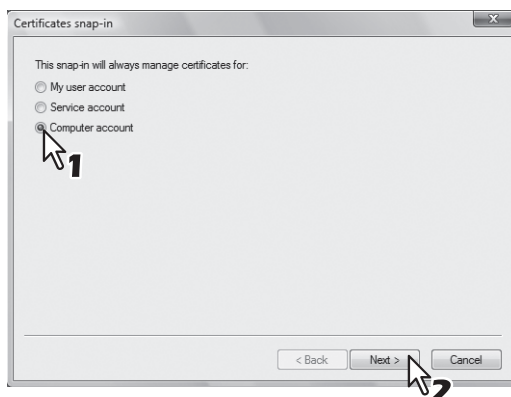 Certificates snap-in
This snap-in will always manage certificates for:
My user account
Service account
Computer account
1
< Back Next > Cancel
2